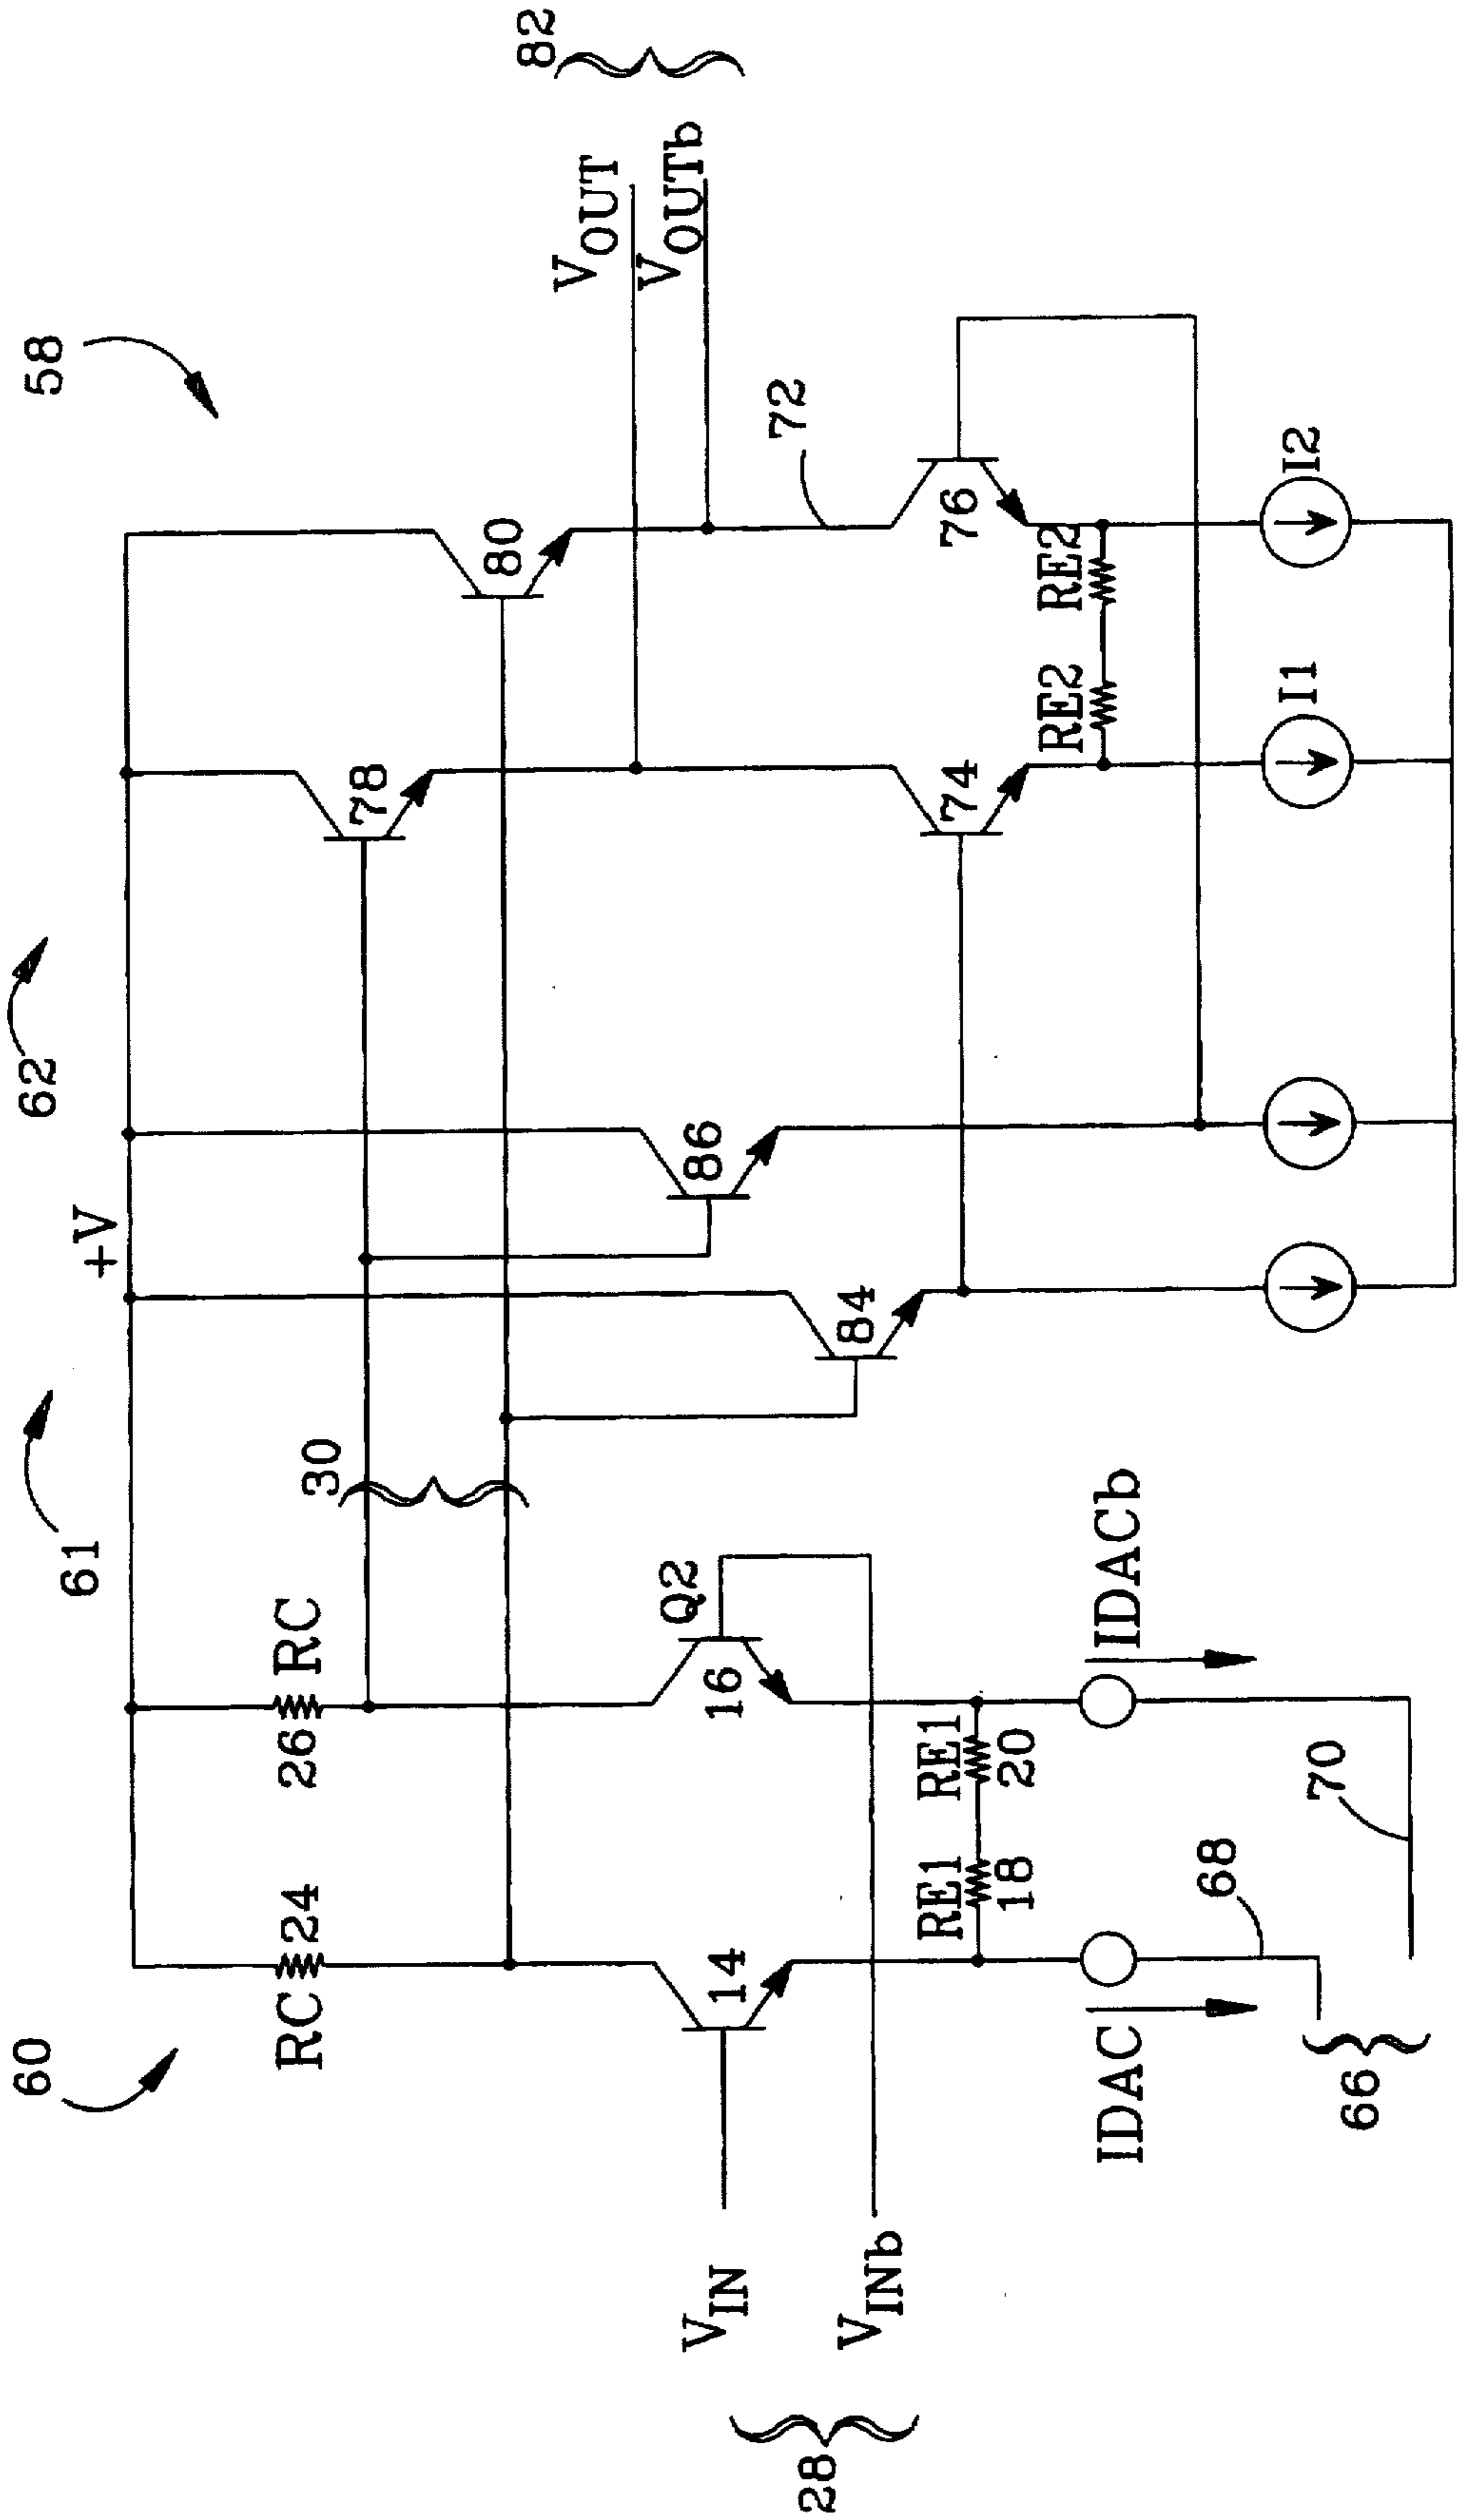 60
61
62
58
+V
RC
24
26
RC
30
78
80
82
VOUT
VOUTb
72
Q2
16
14
86
84
74
76
VIN
VINb
28
RE1
18
RE1
20
RE2
RE2
IDAC
IDACb
68
70
66
I1
I2